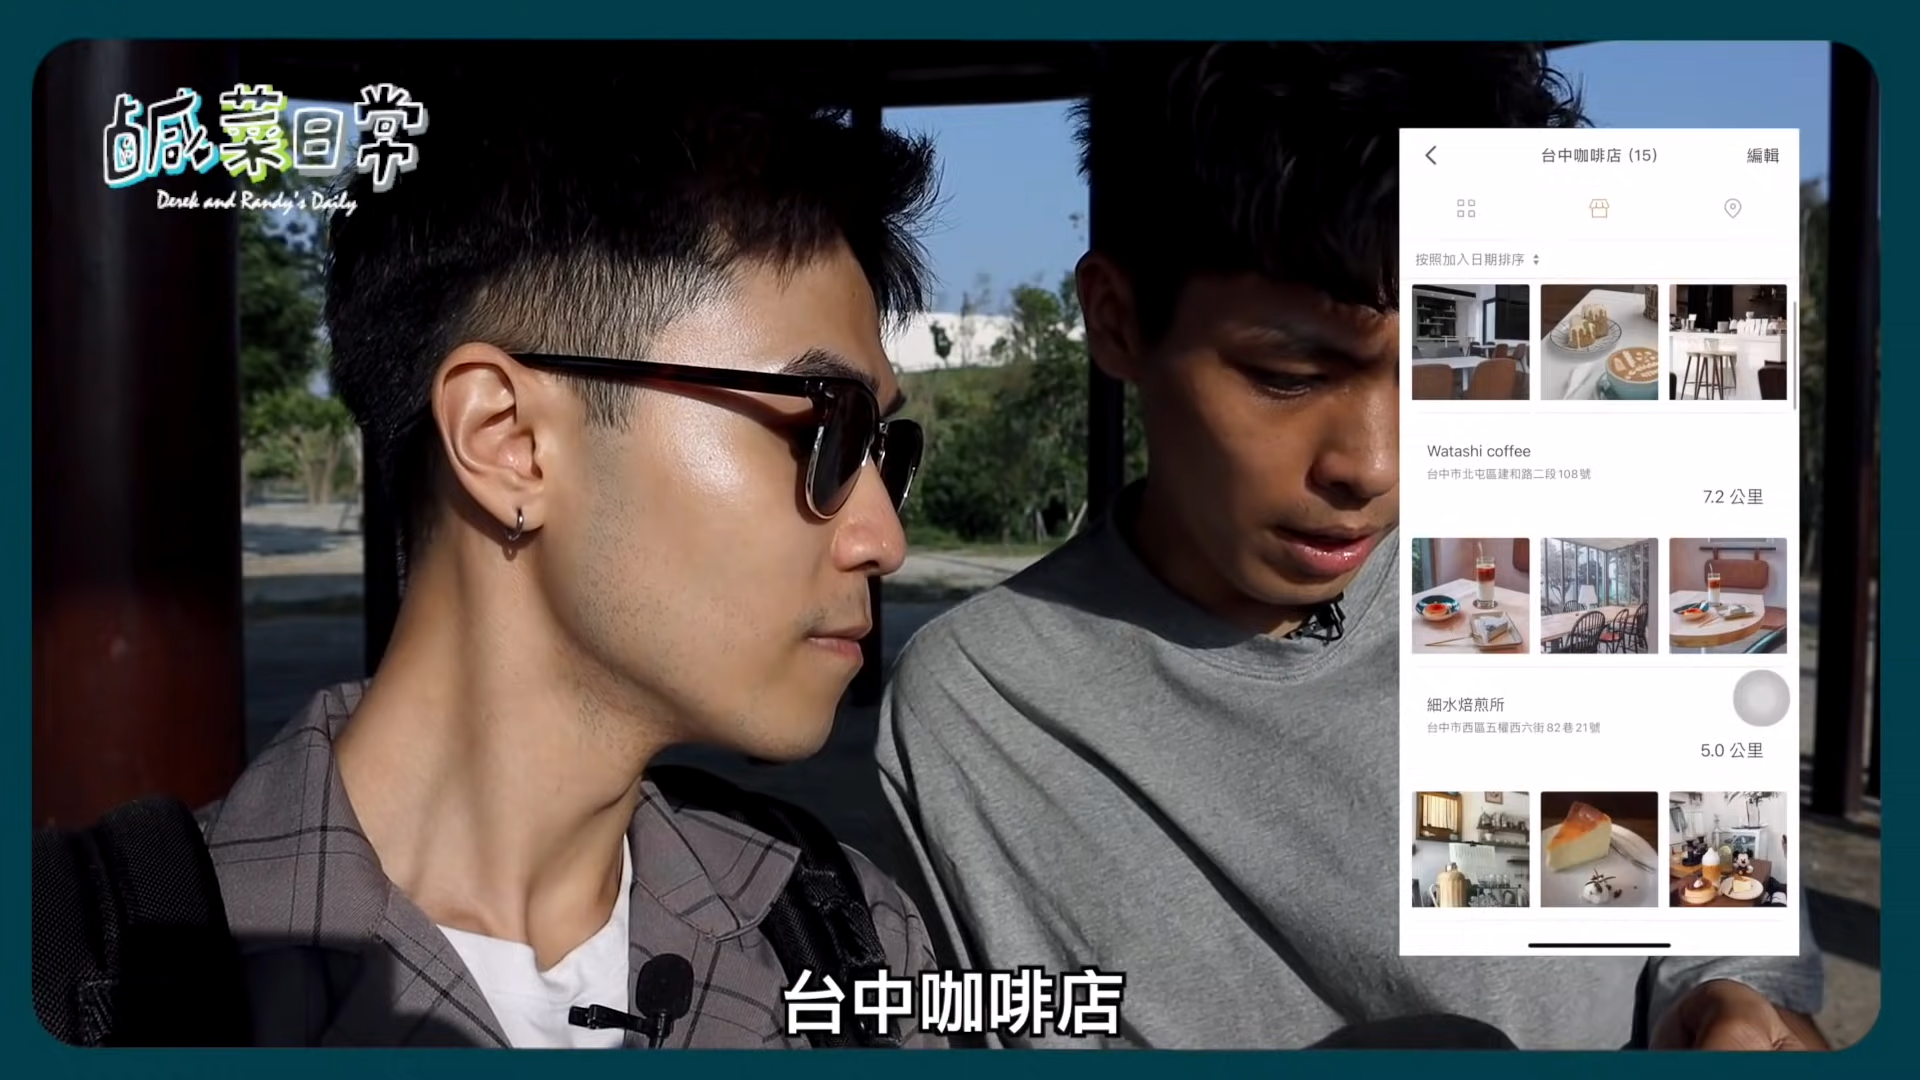 鹹菜日常
Derek and Randy's Daily
台中咖啡店 (15)
編輯
按照加入日期排序
Watashi coffee
台中市北屯區建和路二段108號
7.2 公里
細水焙煎所
台中市西區五權西六街82巷21號
5.0 公里
台中咖啡店